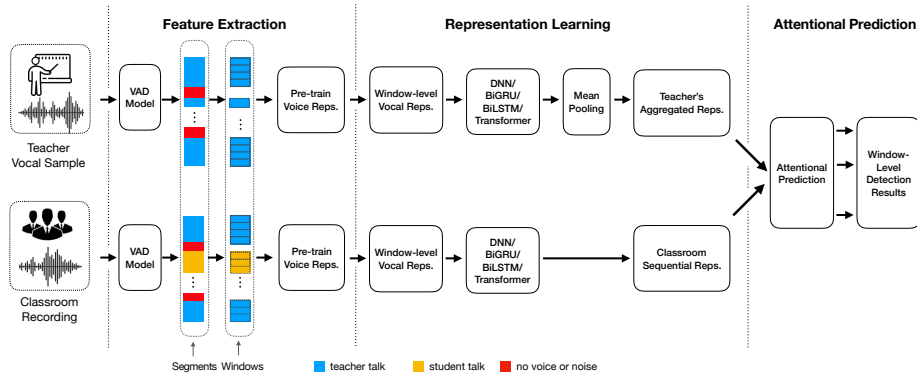 Feature Extraction
Representation Learning
Attentional Prediction
Teacher
Vocal Sample
VAD
Model
Pre-train
Voice Reps.
Window-level
Vocal Reps.
DNN/
BiGRU/
BiLSTM/
Transformer
Mean
Pooling
Teacher's
Aggregated Reps.
Attentional
Prediction
Window-
Level
Detection
Results
Classroom
Recording
VAD
Model
Pre-train
Voice Reps.
Window-level
Vocal Reps.
DNN/
BiGRU/
BiLSTM/
Transformer
Classroom
Sequential Reps.
Segments
Windows
teacher talk
student talk
no voice or noise